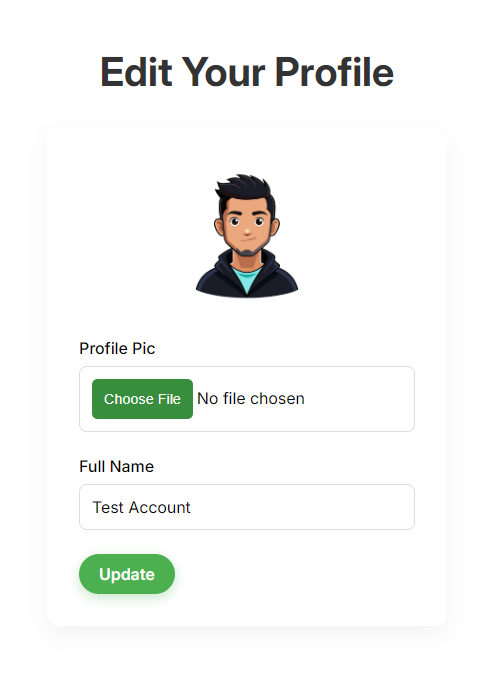 Edit Your Profile
Profile Pic
Choose File No file chosen
Full Name
Test Account
Update